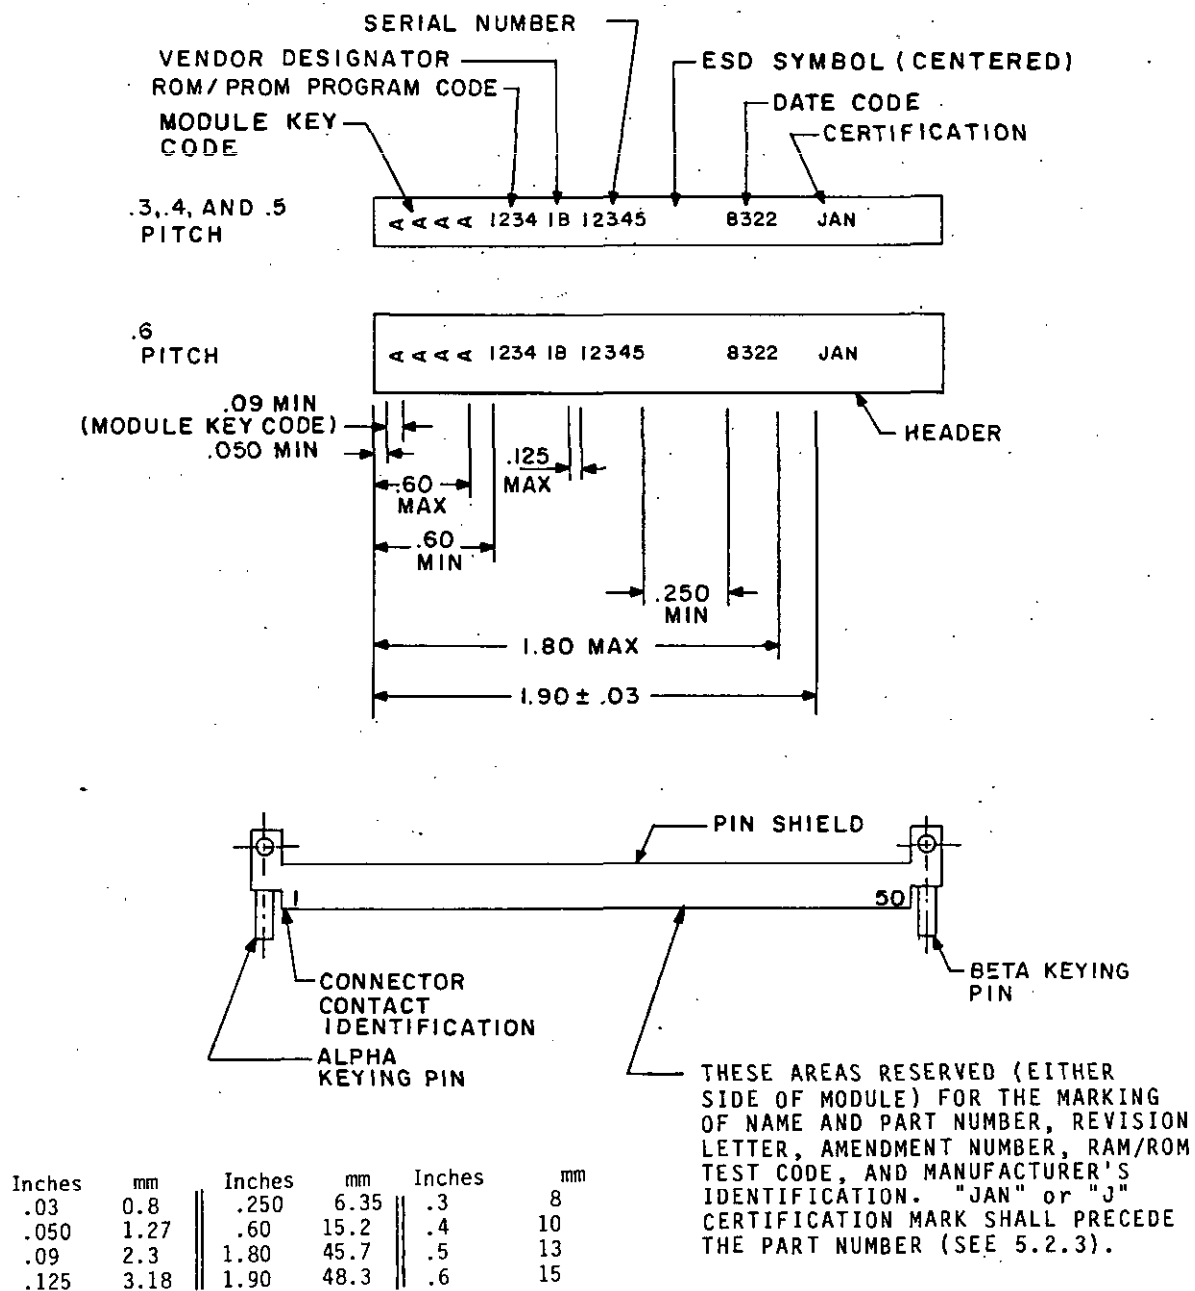 SERIAL NUMBER
VENDOR DESIGNATOR
ESD SYMBOL (CENTERED)
ROM/PROM PROGRAM CODE
DATE CODE
MODULE KEY
CODE
CERTIFICATION
.3,.4, AND .5
PITCH
A A A A 1234 1B 12345 8322 JAN
.6
PITCH
A A A A 1234 1B 12345 8322 JAN
.09 MIN
(MODULE KEY CODE)
.050 MIN
HEADER
.125
MAX
.60
MAX
.60
MIN
.250
MIN
1.80 MAX
1.90 ± .03
PIN SHIELD
1
50
CONNECTOR
CONTACT
IDENTIFICATION
BETA KEYING
PIN
ALPHA
KEYING PIN
THESE AREAS RESERVED (EITHER
SIDE OF MODULE) FOR THE MARKING
OF NAME AND PART NUMBER, REVISION
LETTER, AMENDMENT NUMBER, RAM/ROM
TEST CODE, AND MANUFACTURER'S
IDENTIFICATION. "JAN" or "J"
CERTIFICATION MARK SHALL PRECEDE
THE PART NUMBER (SEE 5.2.3).
Inches mm Inches mm Inches mm
.03 0.8 .250 6.35 .3 8
.050 1.27 .60 15.2 .4 10
.09 2.3 1.80 45.7 .5 13
.125 3.18 1.90 48.3 .6 15